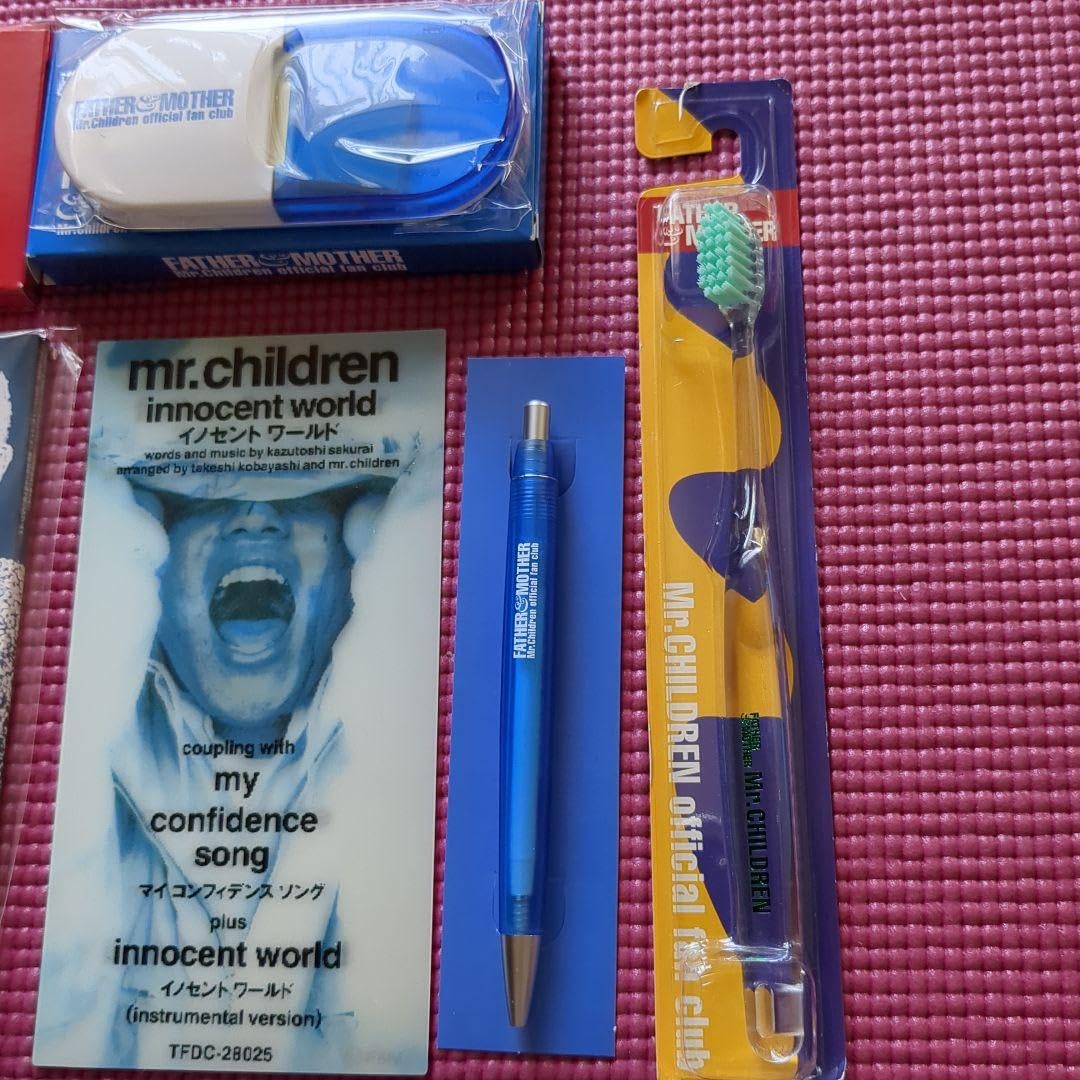 FATHER & MOTHER
Mr.Children official fan club
Mr.Children
FATHER & MOTHER
Mr.Children official fan club
mr.children
innocent world
イノセント ワールド
words and music by kazutoshi sakurai
arranged by takeshi kobayashi and mr.children
coupling with
my
confidence
song
マイ コンフィデンス ソング
plus
innocent world
イノセント ワールド
(instrumental version)
TFDC-28025
FATHER & MOTHER
Mr.Children official fan club
FATHER
& MOTHER
Mr.CHILDREN official fan club
FATHER
& MOTHER
Mr.CHILDREN